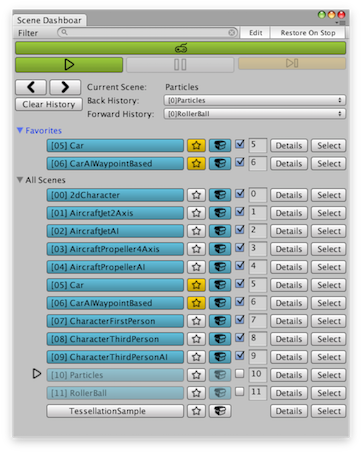 Scene Dashboar
Filter Edit Restore On Stop
Current Scene: Particles
Back History: [0]Particles
Clear History Forward History: [0]RollerBall
Favorites
[05] Car 5 Details Select
[06] CarAIWaypointBased 6 Details Select
All Scenes
[00] 2dCharacter 0 Details Select
[01] AircraftJet2Axis 1 Details Select
[02] AircraftJetAI 2 Details Select
[03] AircraftPropeller4Axis 3 Details Select
[04] AircraftPropellerAI 4 Details Select
[05] Car 5 Details Select
[06] CarAIWaypointBased 6 Details Select
[07] CharacterFirstPerson 7 Details Select
[08] CharacterThirdPerson 8 Details Select
[09] CharacterThirdPersonAI 9 Details Select
[10] Particles 10 Details Select
[11] RollerBall 11 Details Select
TessellationSample Details Select